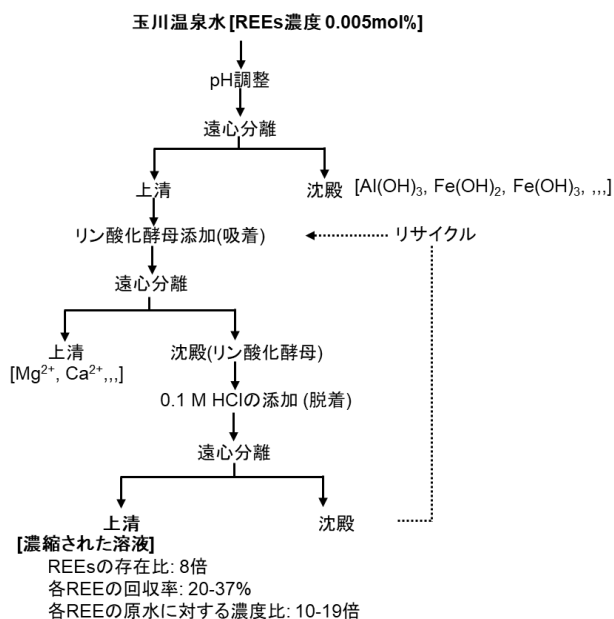 玉川温泉水[REEs濃度 0.005mol%]
pH調整
遠心分離
上清
沈殿 [Al(OH)₃, Fe(OH)₂, Fe(OH)₃, ,,,]
リン酸化酵母添加(吸着)
リサイクル
遠心分離
上清
[Mg²⁺, Ca²⁺,,,]
沈殿(リン酸化酵母)
0.1 M HClの添加 (脱着)
遠心分離
上清
沈殿
[濃縮された溶液]
REEsの存在比: 8倍
各REEの回収率: 20-37%
各REEの原水に対する濃度比: 10-19倍